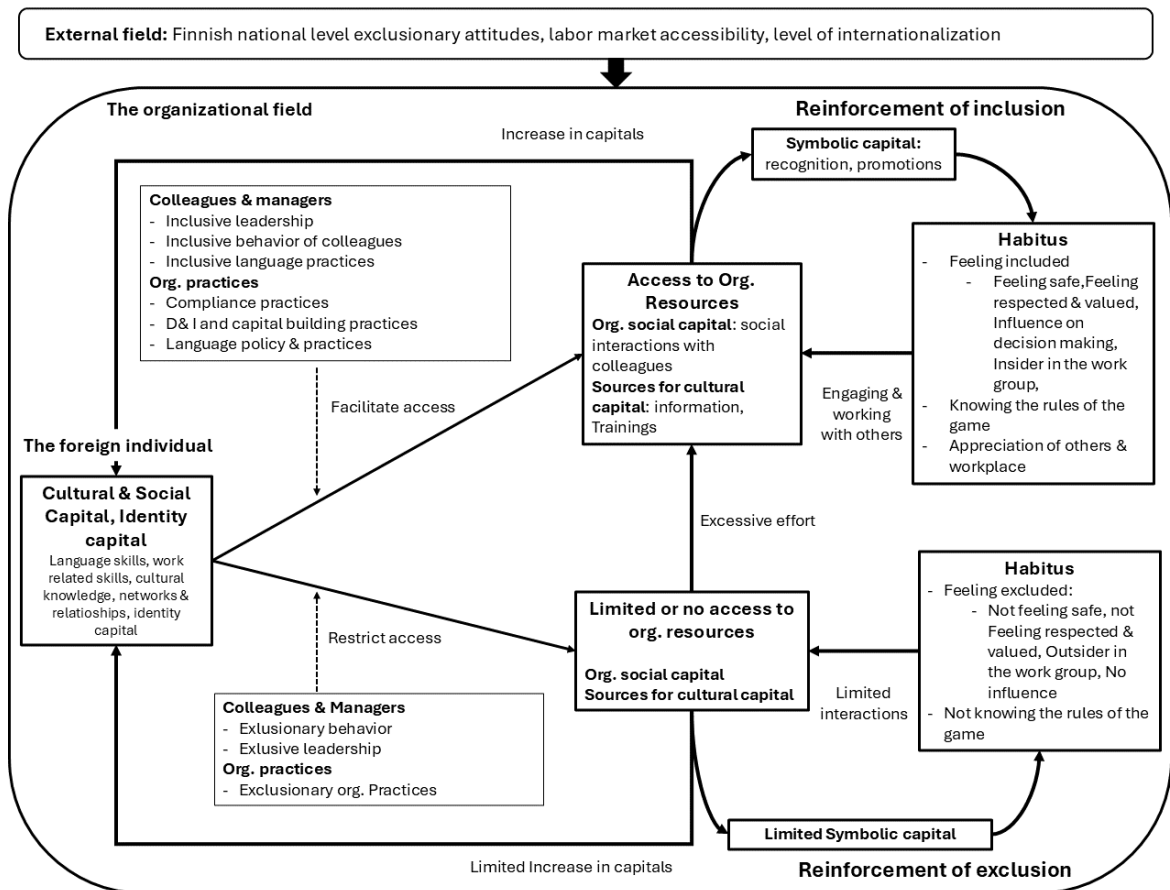 External field: Finnish national level exclusionary attitudes, labor market accessibility, level of internationalization
The organizational field
Reinforcement of inclusion
Increase in capitals
Symbolic capital:
recognition, promotions
Colleagues & managers
- Inclusive leadership
- Inclusive behavior of colleagues
- Inclusive language practices
Org. practices
- Compliance practices
- D& I and capital building practices
- Language policy & practices
Facilitate access
Access to Org.
Resources
Org. social capital: social
interactions with
colleagues
Sources for cultural
capital: information,
Trainings
Habitus
- Feeling included
- Feeling safe,Feeling
respected & valued,
Influence on
decision making,
Insider in the work
group,
- Knowing the rules of the
game
- Appreciation of others &
workplace
Engaging &
working
with others
The foreign individual
Cultural & Social
Capital, Identity
capital
Language skills, work
related skills, cultural
knowledge, networks &
relatioships, identity
capital
Excessive effort
Restrict access
Limited or no access to
org. resources
Org. social capital
Sources for cultural capital
Habitus
- Feeling excluded:
- Not feeling safe, not
Feeling respected &
valued, Outsider in
the work group, No
influence
- Not knowing the rules of the
game
Limited
interactions
Colleagues & Managers
- Exlusionary behavior
- Exlusive leadership
Org. practices
- Exclusionary org. Practices
Limited Symbolic capital
Limited Increase in capitals
Reinforcement of exclusion